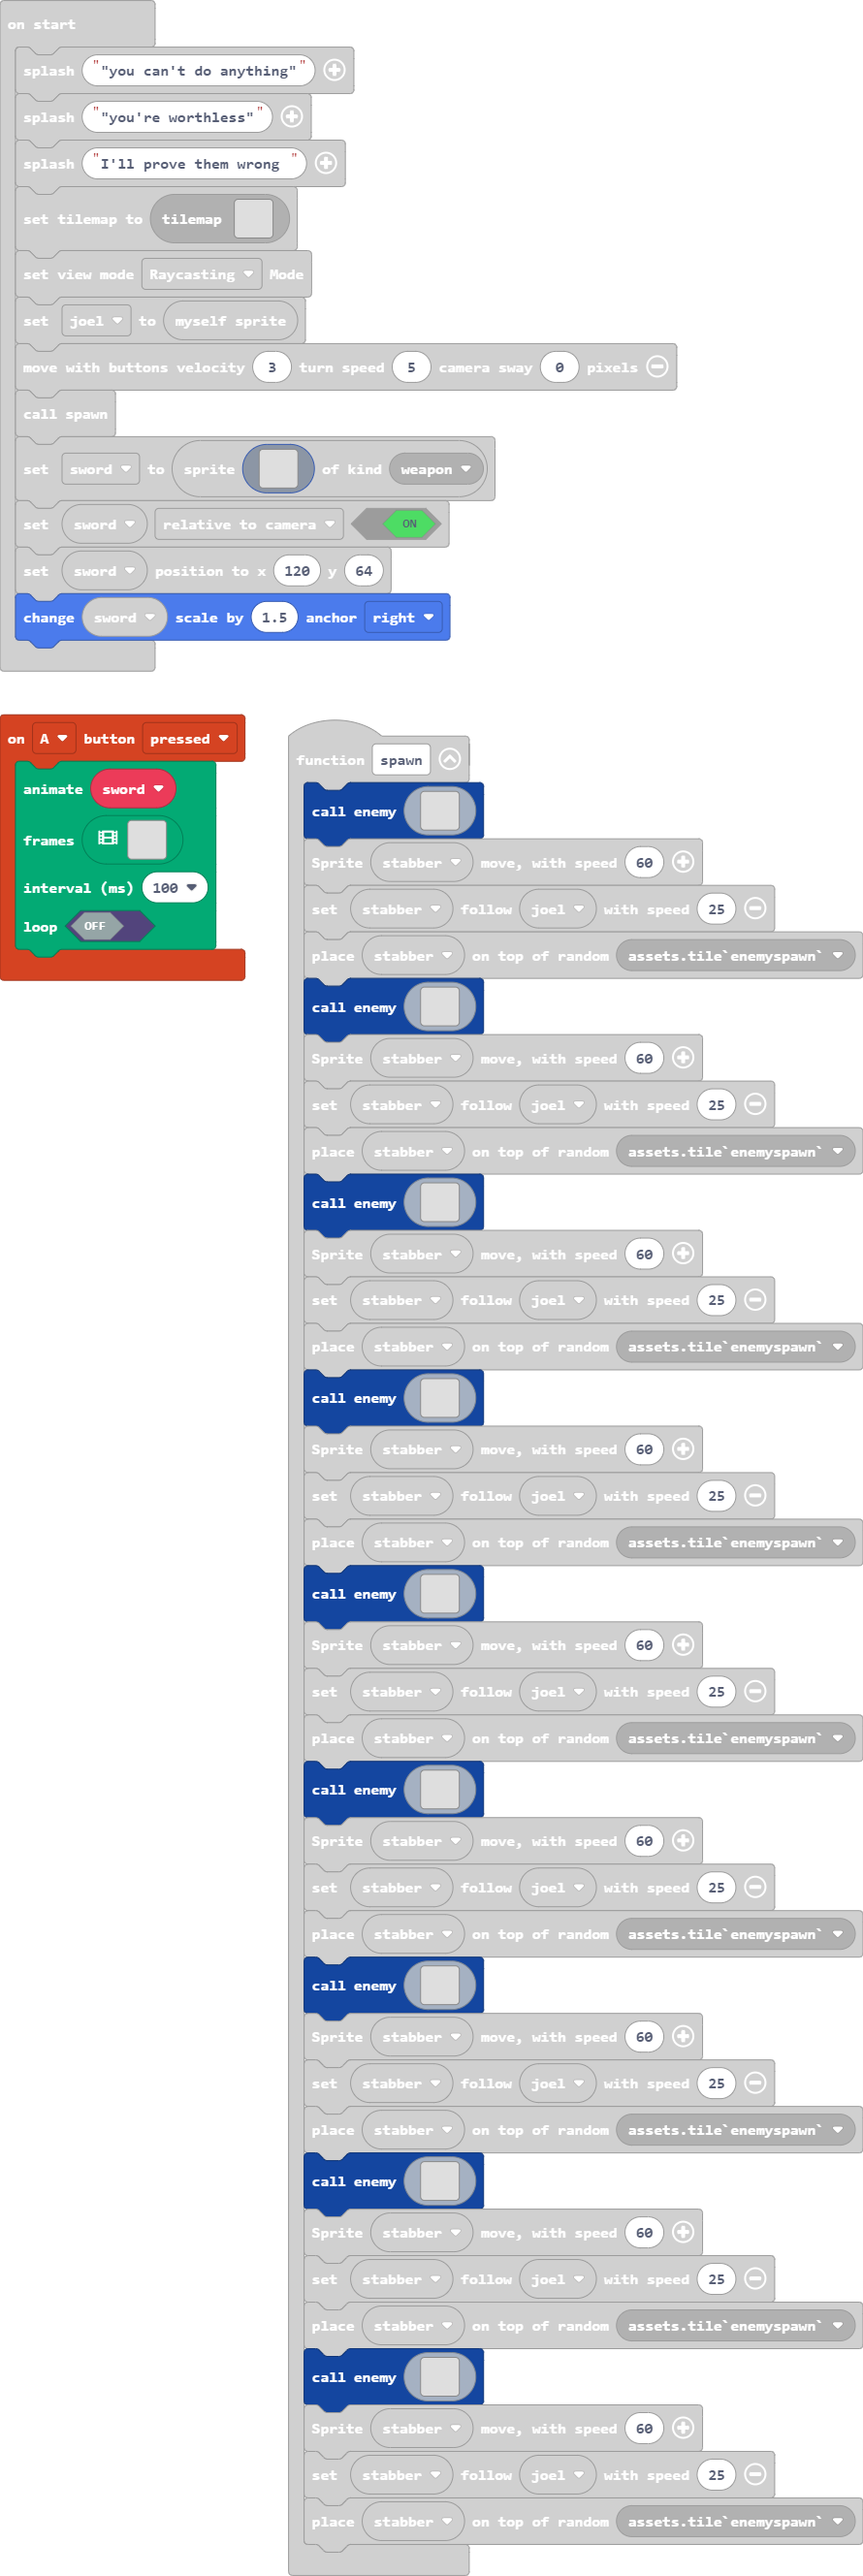 on start
splash ""you can't do anything""
splash ""you're worthless""
splash "I'll prove them wrong "
set tilemap to tilemap
set view mode Raycasting Mode
set joel to myself sprite
move with buttons velocity 3 turn speed 5 camera sway 0 pixels
call spawn
set sword to sprite of kind weapon
set sword relative to camera ON
set sword position to x 120 y 64
change sword scale by 1.5 anchor right
on A button pressed
animate sword
frames
interval (ms) 100
loop OFF
function spawn
call enemy
Sprite stabber move, with speed 60
set stabber follow joel with speed 25
place stabber on top of random assets.tile`enemyspawn`
call enemy
Sprite stabber move, with speed 60
set stabber follow joel with speed 25
place stabber on top of random assets.tile`enemyspawn`
call enemy
Sprite stabber move, with speed 60
set stabber follow joel with speed 25
place stabber on top of random assets.tile`enemyspawn`
call enemy
Sprite stabber move, with speed 60
set stabber follow joel with speed 25
place stabber on top of random assets.tile`enemyspawn`
call enemy
Sprite stabber move, with speed 60
set stabber follow joel with speed 25
place stabber on top of random assets.tile`enemyspawn`
call enemy
Sprite stabber move, with speed 60
set stabber follow joel with speed 25
place stabber on top of random assets.tile`enemyspawn`
call enemy
Sprite stabber move, with speed 60
set stabber follow joel with speed 25
place stabber on top of random assets.tile`enemyspawn`
call enemy
Sprite stabber move, with speed 60
set stabber follow joel with speed 25
place stabber on top of random assets.tile`enemyspawn`
call enemy
Sprite stabber move, with speed 60
set stabber follow joel with speed 25
place stabber on top of random assets.tile`enemyspawn`